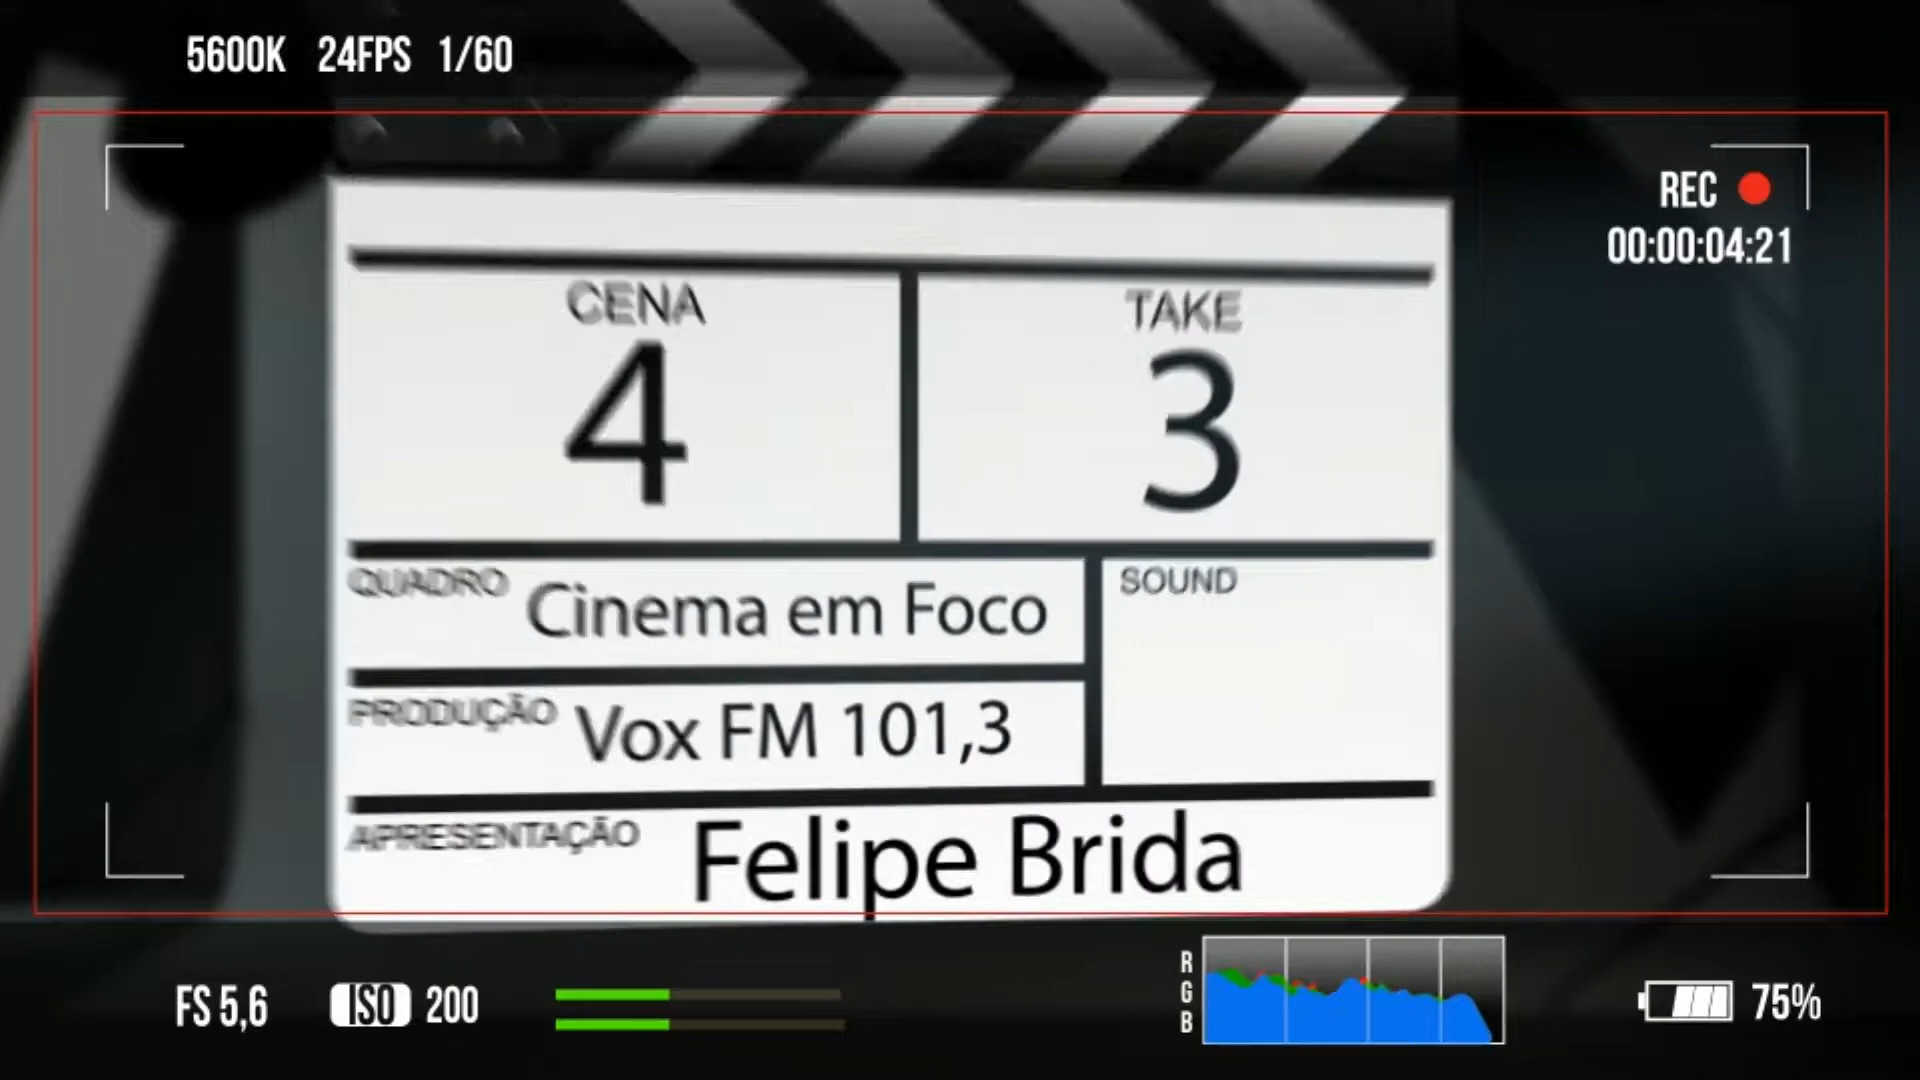 5600K 24FPS 1/60
REC
00:00:04:21
CENA
4
TAKE
3
QUADRO Cinema em Foco
SOUND
PRODUÇÃO Vox FM 101,3
APRESENTAÇÃO Felipe Brida
FS 5,6 ISO 200
R
G
B
75%